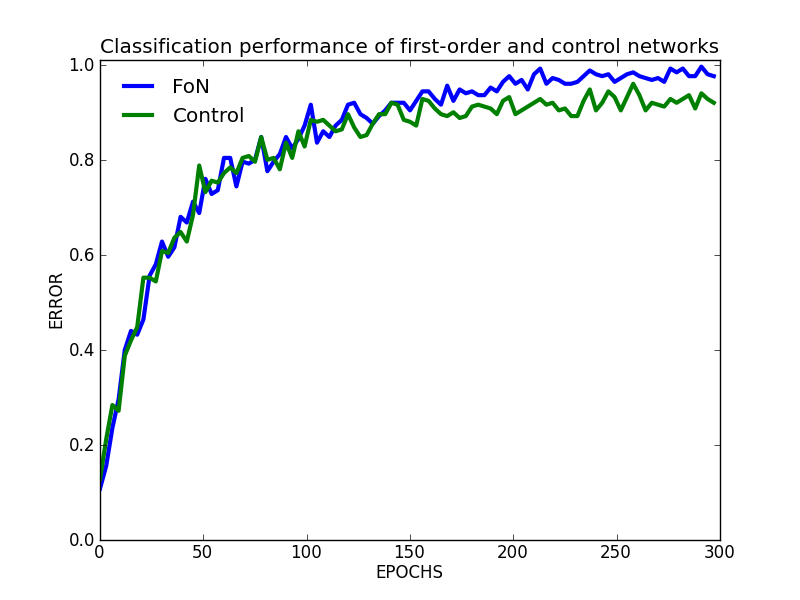 Classification performance of first-order and control networks
FoN
Control
1.0
0.8
0.6
0.4
0.2
0.0
ERROR
0 50 100 150 200 250 300
EPOCHS